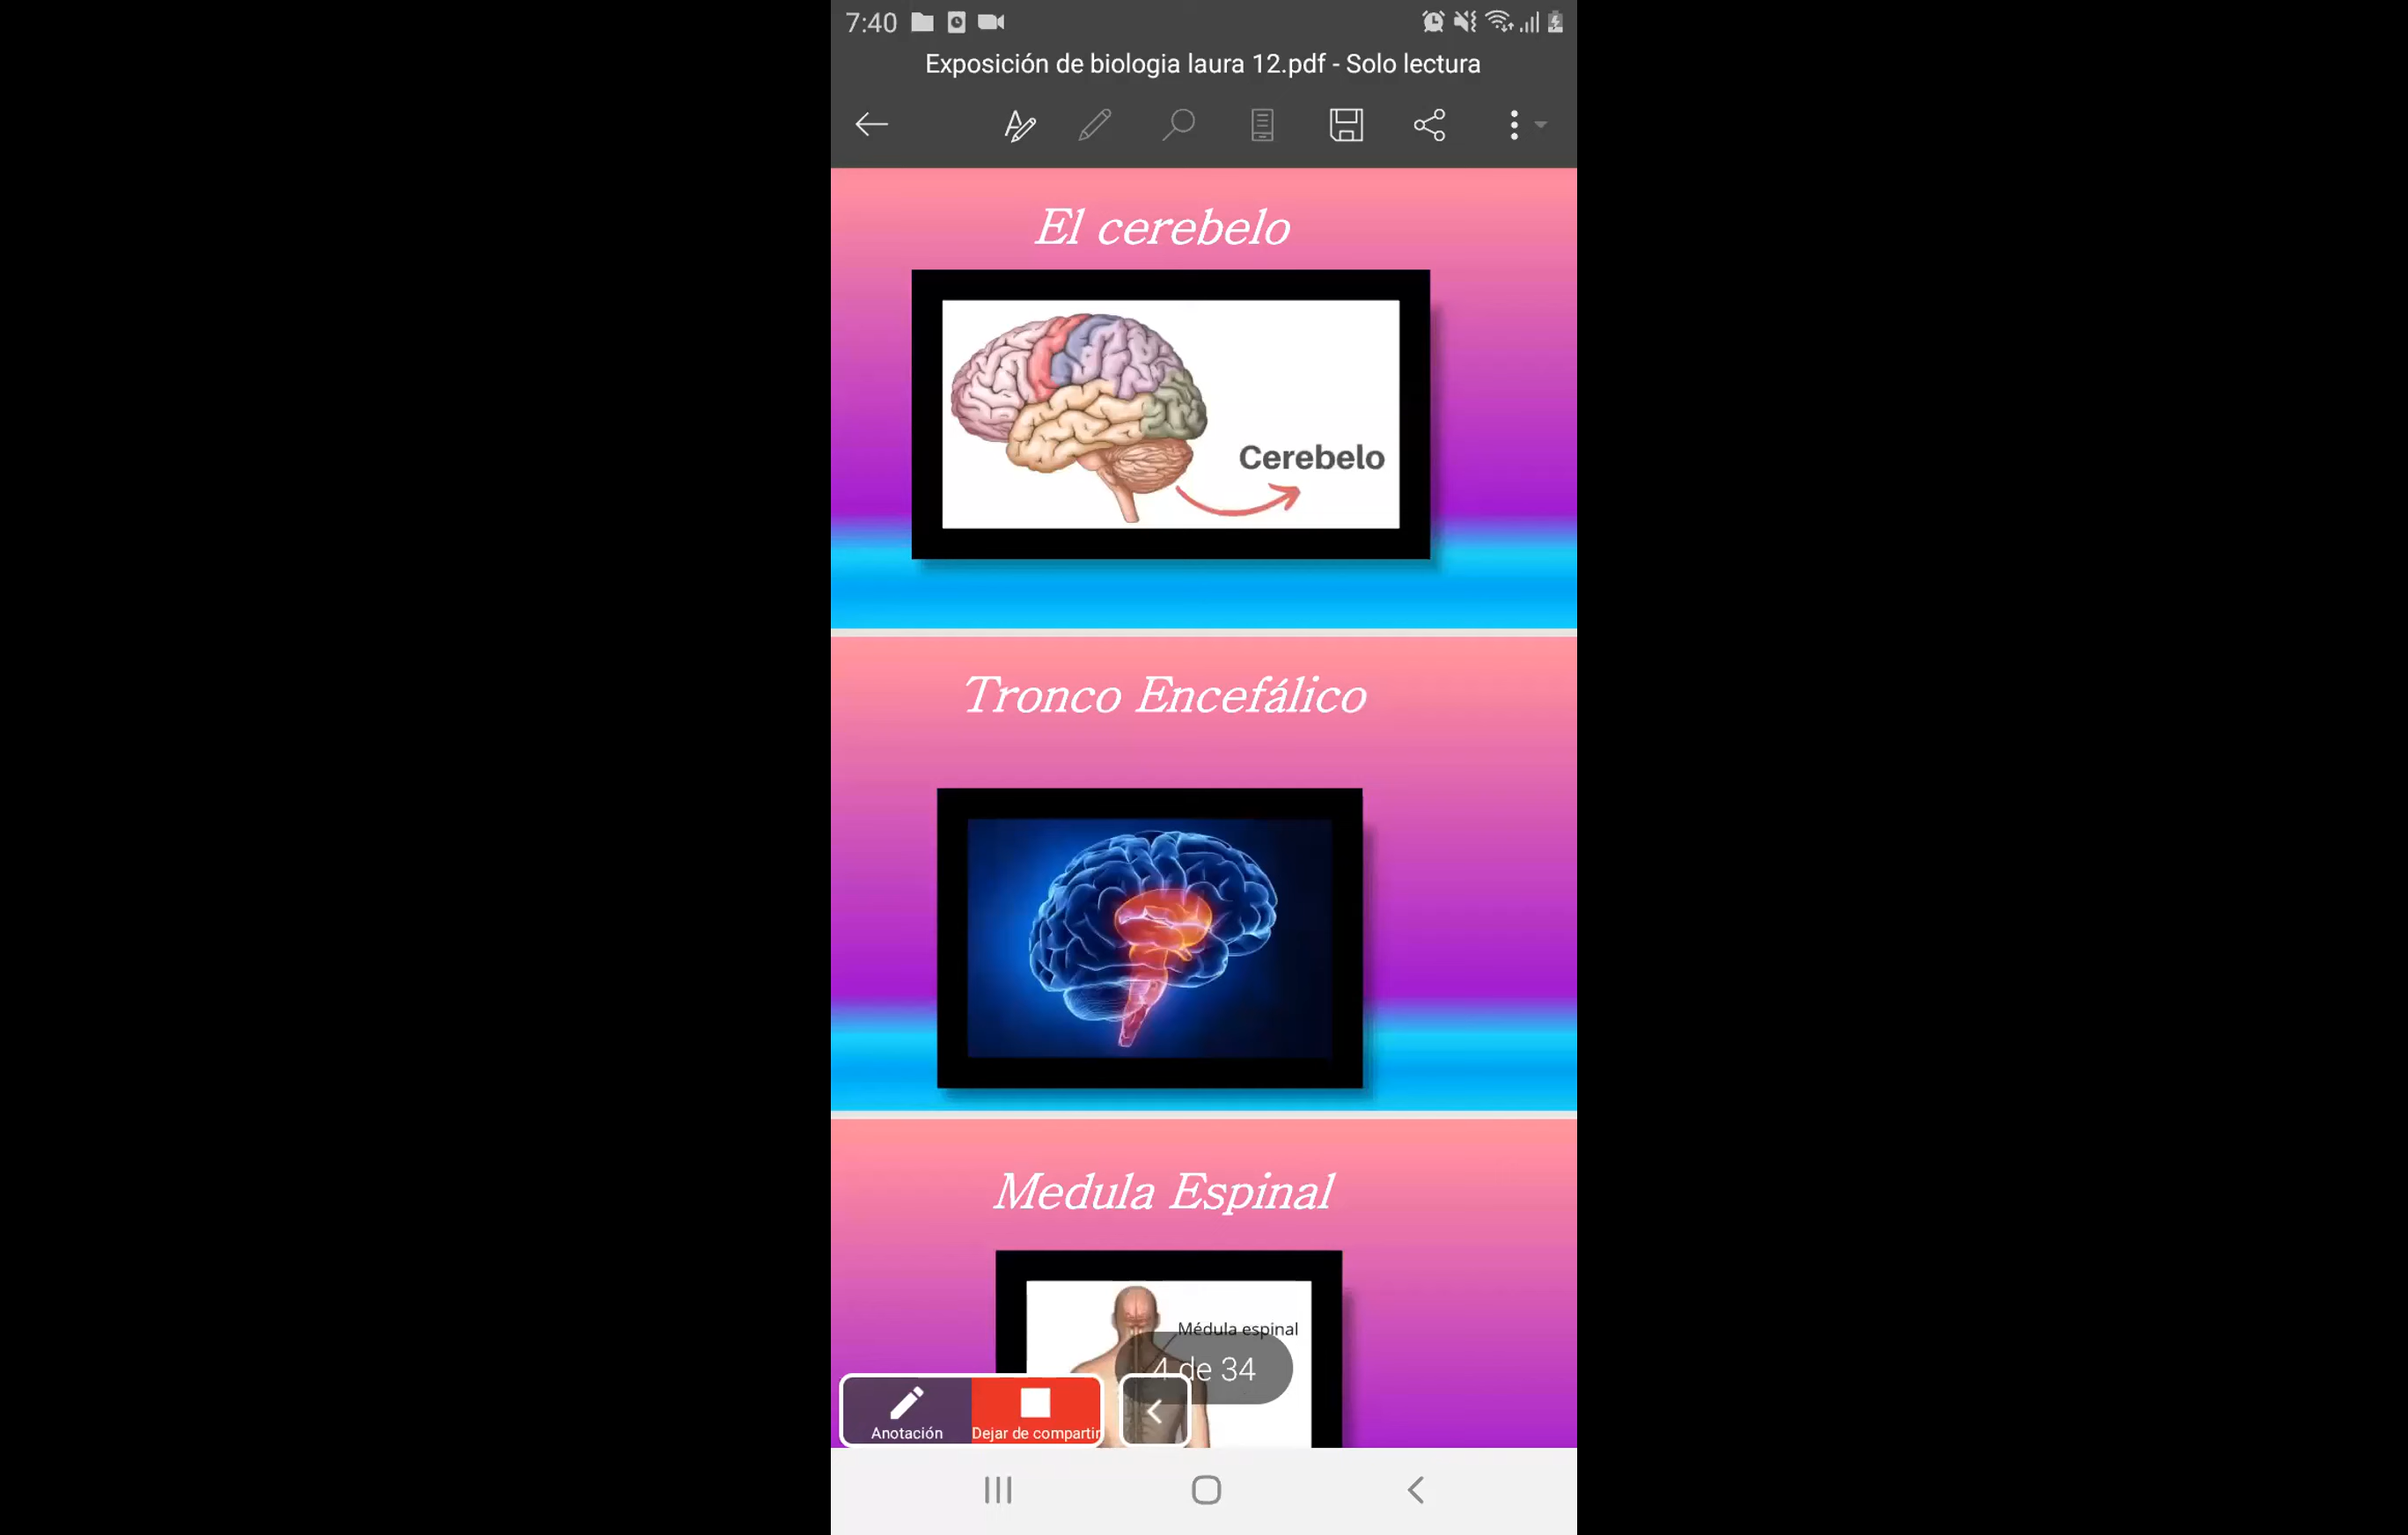 7:40
Exposición de biologia laura 12.pdf - Solo lectura
El cerebelo
Cerebelo
Tronco Encefálico
Medula Espinal
Médula espinal
4 de 34
Anotación
Dejar de compartir